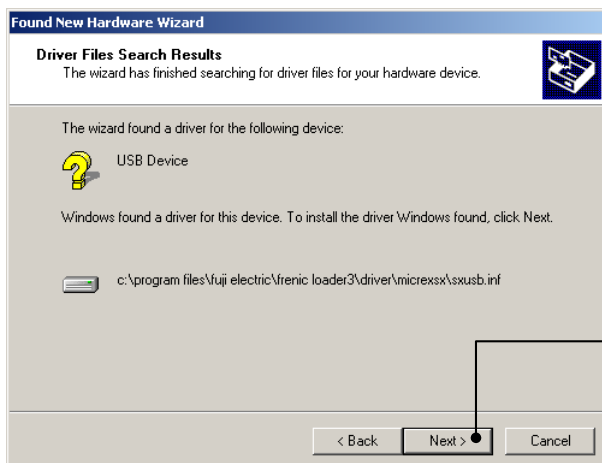 Found New Hardware Wizard
Driver Files Search Results
The wizard has finished searching for driver files for your hardware device.
The wizard found a driver for the following device:
USB Device
Windows found a driver for this device. To install the driver Windows found, click Next.
c:\program files\fuji electric\frenic loader3\driver\micrexsx\sxusb.inf
< Back Next > Cancel